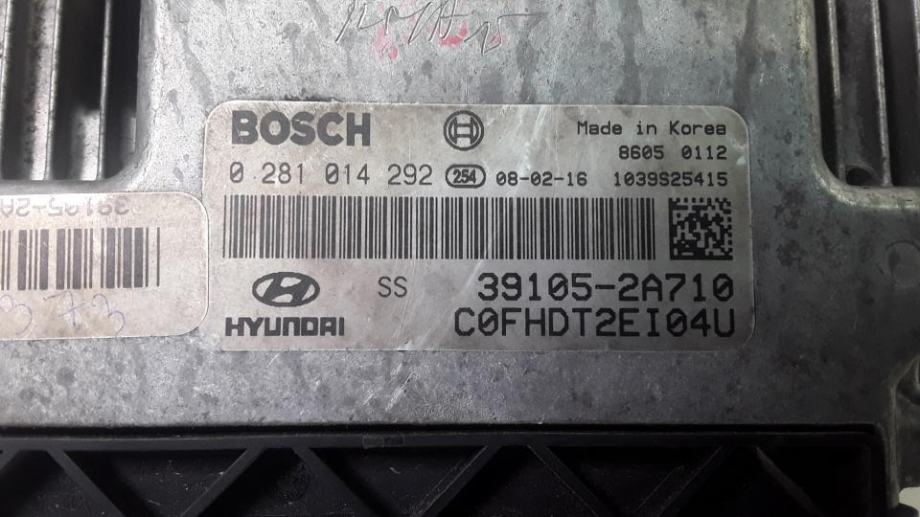 BOSCH
Made in Korea
8605 0112
0 281 014 292 254 08-02-16 1039S25415
39105-2A
SS 39105-2A710
HYUNDAI C0FHDT2EI04U
373